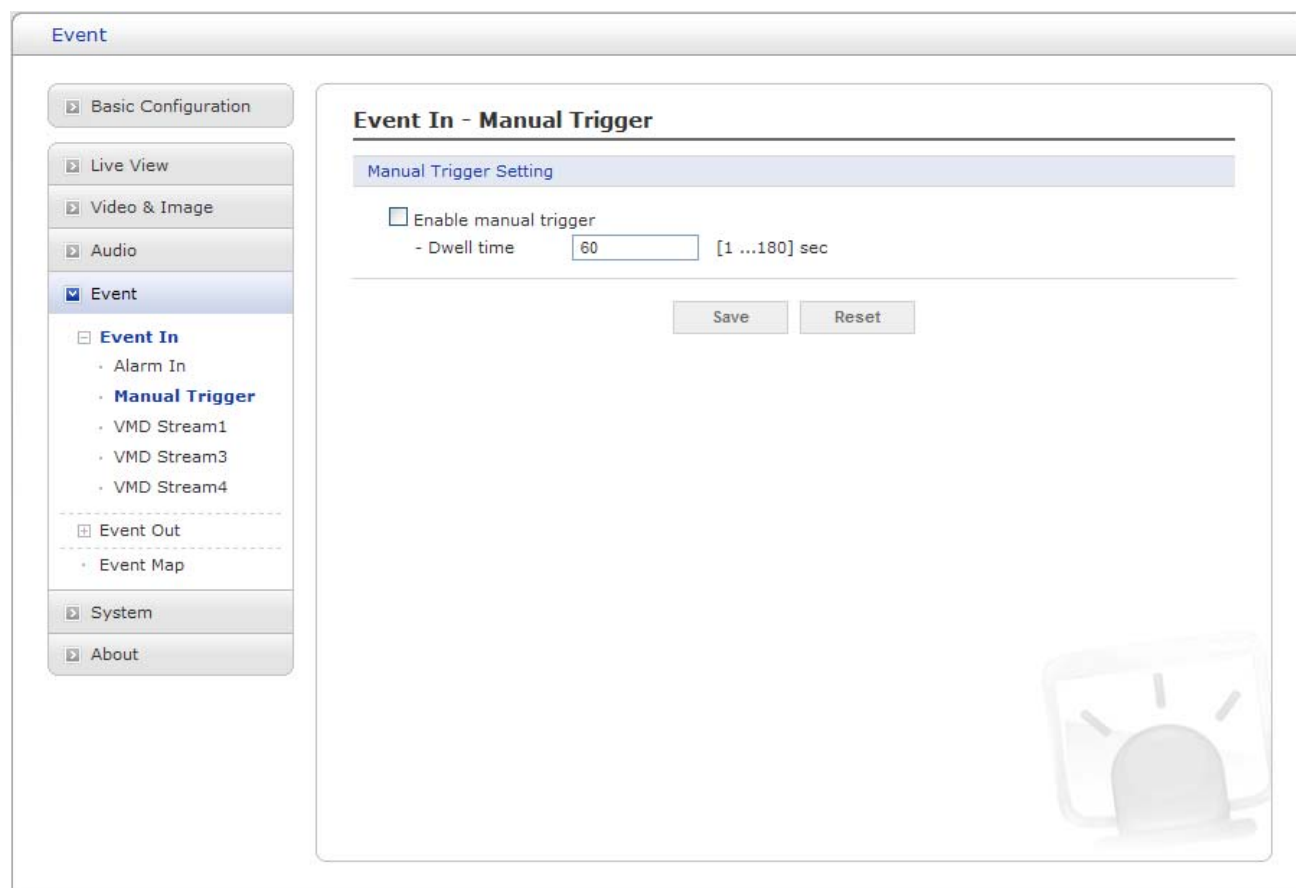 Event
Basic Configuration
Live View
Video & Image
Audio
Event
Event In
Alarm In
Manual Trigger
VMD Stream1
VMD Stream3
VMD Stream4
Event Out
Event Map
System
About
Event In - Manual Trigger
Manual Trigger Setting
Enable manual trigger
- Dwell time 60 [1 ...180] sec
Save Reset